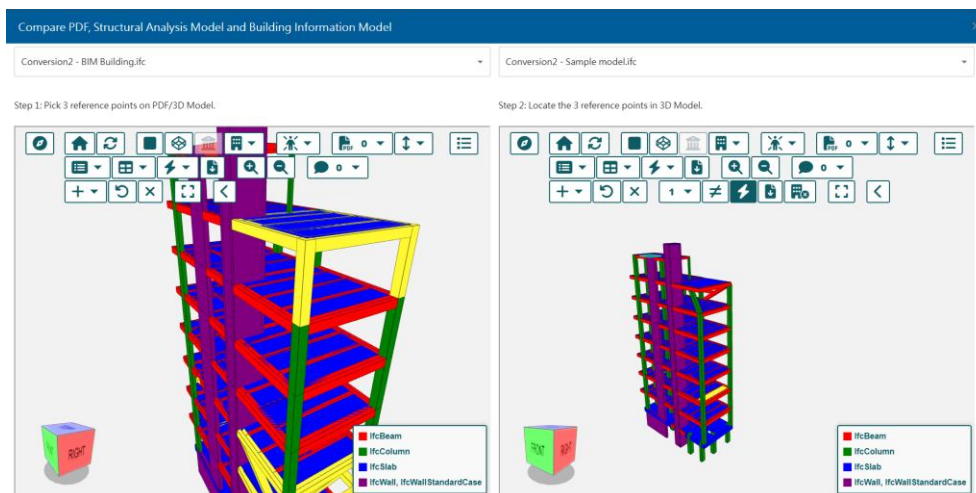 Compare PDF, Structural Analysis Model and Building Information Model
Conversion2 - BIM Building.ifc
Conversion2 - Sample model.ifc
Step 1: Pick 3 reference points on PDF/3D Model.
Step 2: Locate the 3 reference points in 3D Model.
PDF 0
0
RIGHT
IfcBeam
IfcColumn
IfcSlab
IfcWall, IfcWallStandardCase
PDF 0
0
1
FRONT
RIGHT
IfcBeam
IfcColumn
IfcSlab
IfcWall, IfcWallStandardCase